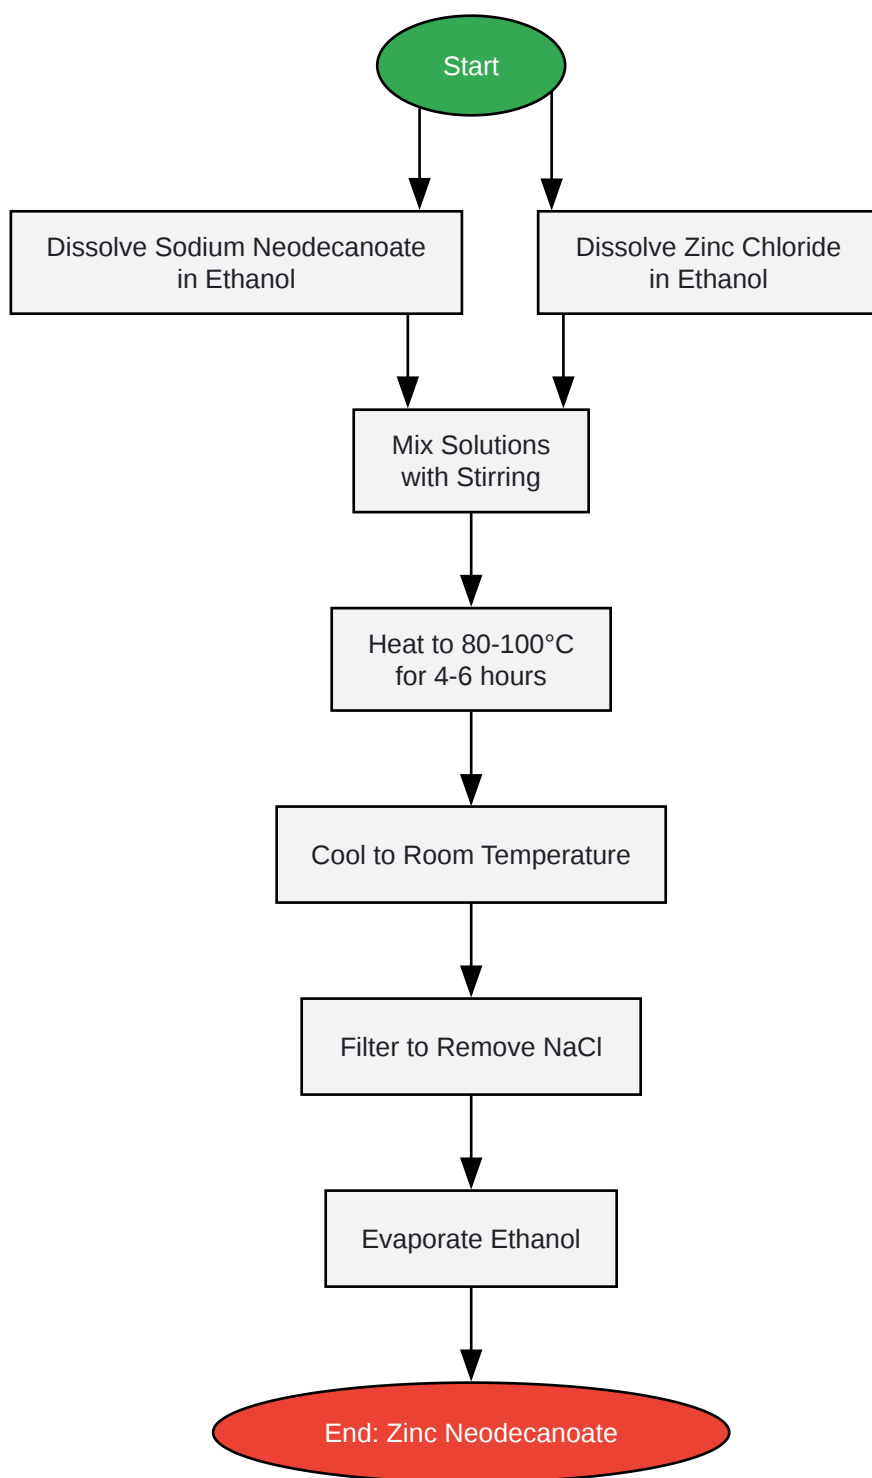 Start
Dissolve Sodium Neodecanoate
in Ethanol
Dissolve Zinc Chloride
in Ethanol
Mix Solutions
with Stirring
Heat to 80-100°C
for 4-6 hours
Cool to Room Temperature
Filter to Remove NaCl
Evaporate Ethanol
End: Zinc Neodecanoate